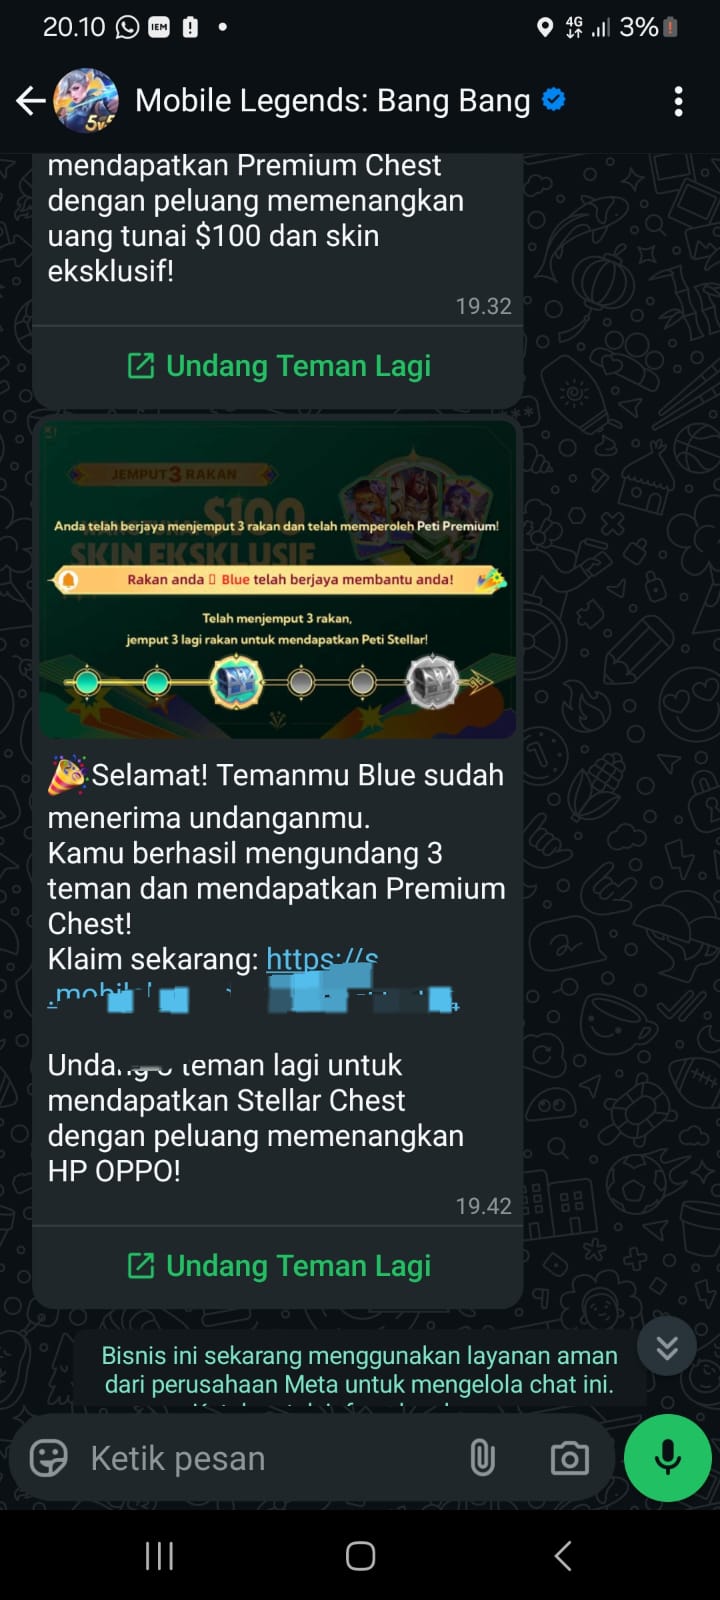 20.10
4G
3%
Mobile Legends: Bang Bang
mendapatkan Premium Chest
dengan peluang memenangkan
uang tunai $100 dan skin
eksklusif!
19.32
Undang Teman Lagi
JEMPUT 3 RAKAN
$100
SKIN EKSKLUSIF
Anda telah berjaya menjemput 3 rakan dan telah memperoleh Peti Premium!
Rakan anda Blue telah berjaya membantu anda!
Telah menjemput 3 rakan,
jemput 3 lagi rakan untuk mendapatkan Peti Stellar!
🎉Selamat! Temanmu Blue sudah
menerima undanganmu.
Kamu berhasil mengundang 3
teman dan mendapatkan Premium
Chest!
Klaim sekarang: https://s
teman lagi untuk
mendapatkan Stellar Chest
dengan peluang memenangkan
HP OPPO!
19.42
Undang Teman Lagi
Bisnis ini sekarang menggunakan layanan aman
dari perusahaan Meta untuk mengelola chat ini.
Ketik pesan